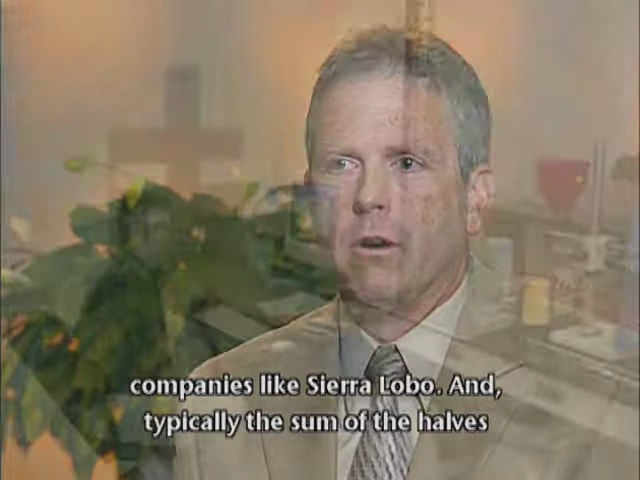 companies like Sierra Lobo. And,
typically the sum of the halves